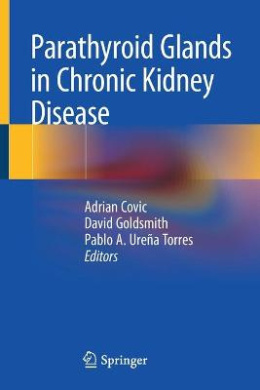 Parathyroid Glands
in Chronic Kidney
Disease
Adrian Covic
David Goldsmith
Pablo A. Ureña Torres
Editors
Springer